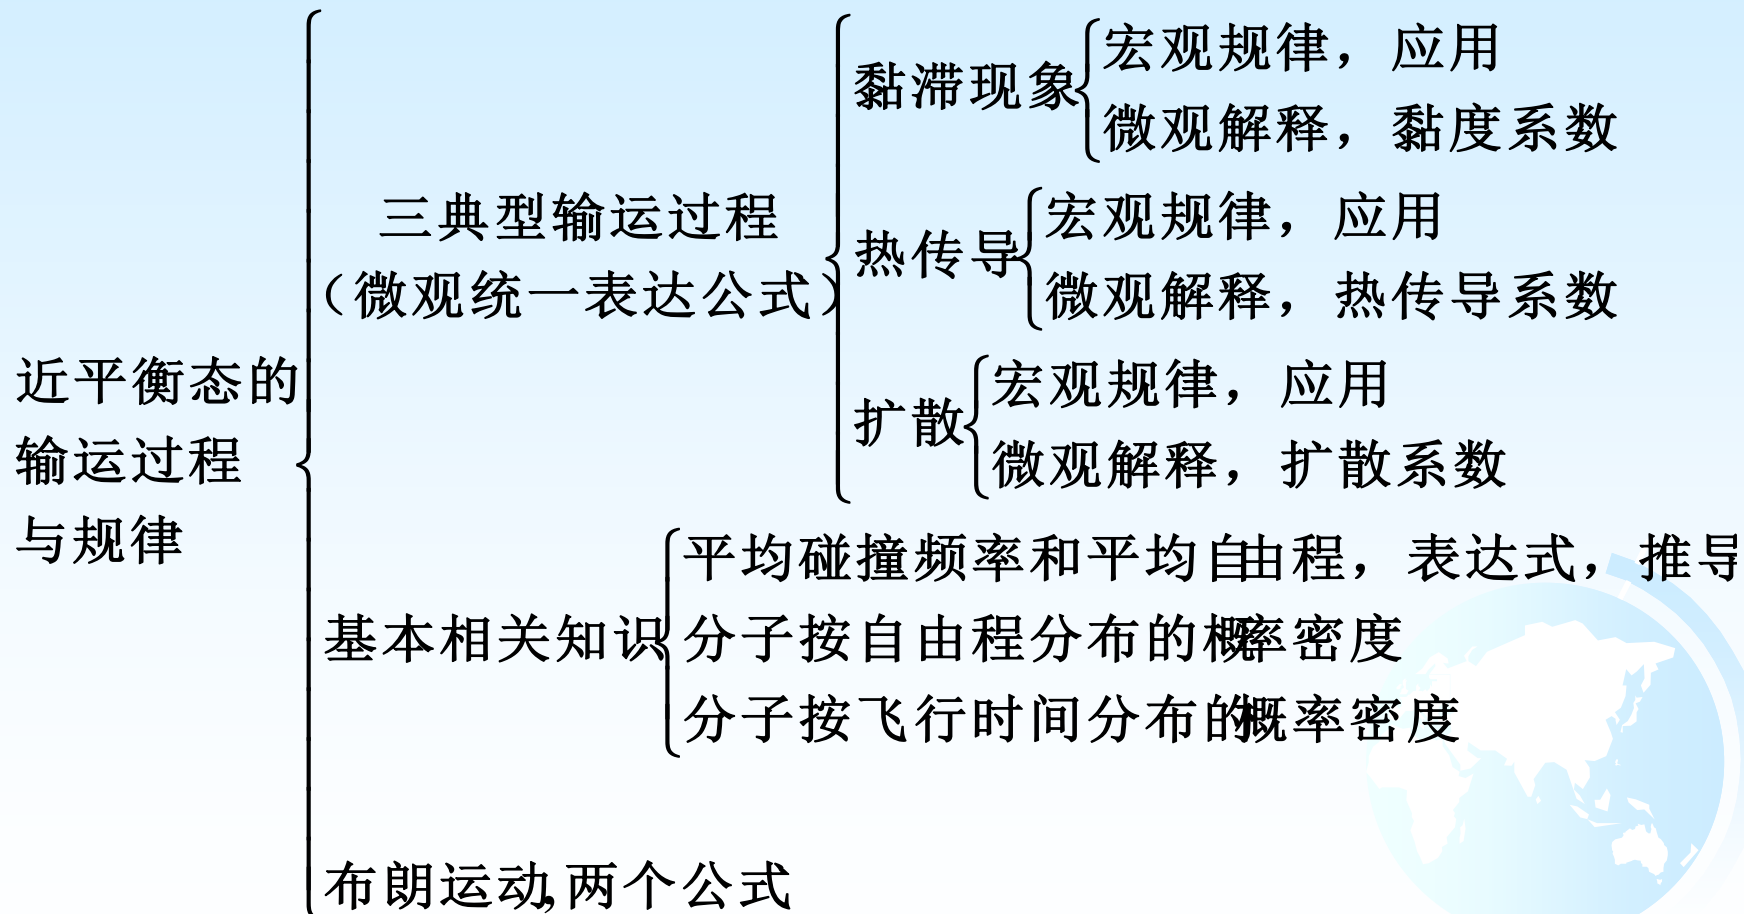 近平衡态的
输运过程
与规律
三典型输运过程
（微观统一表达公式）
黏滞现象
宏观规律，应用
微观解释，黏度系数
热传导
宏观规律，应用
微观解释，热传导系数
扩散
宏观规律，应用
微观解释，扩散系数
基本相关知识
平均碰撞频率和平均自由程，表达式，推导
分子按自由程分布的概率密度
分子按飞行时间分布的概率密度
布朗运动,两个公式